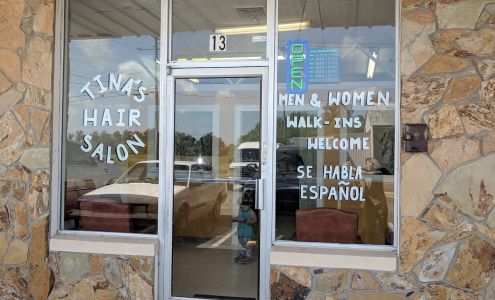 13
TINA'S
HAIR
SALON
OPEN
MEN & WOMEN
WALK-INS
WELCOME
SE HABLA
ESPAÑOL